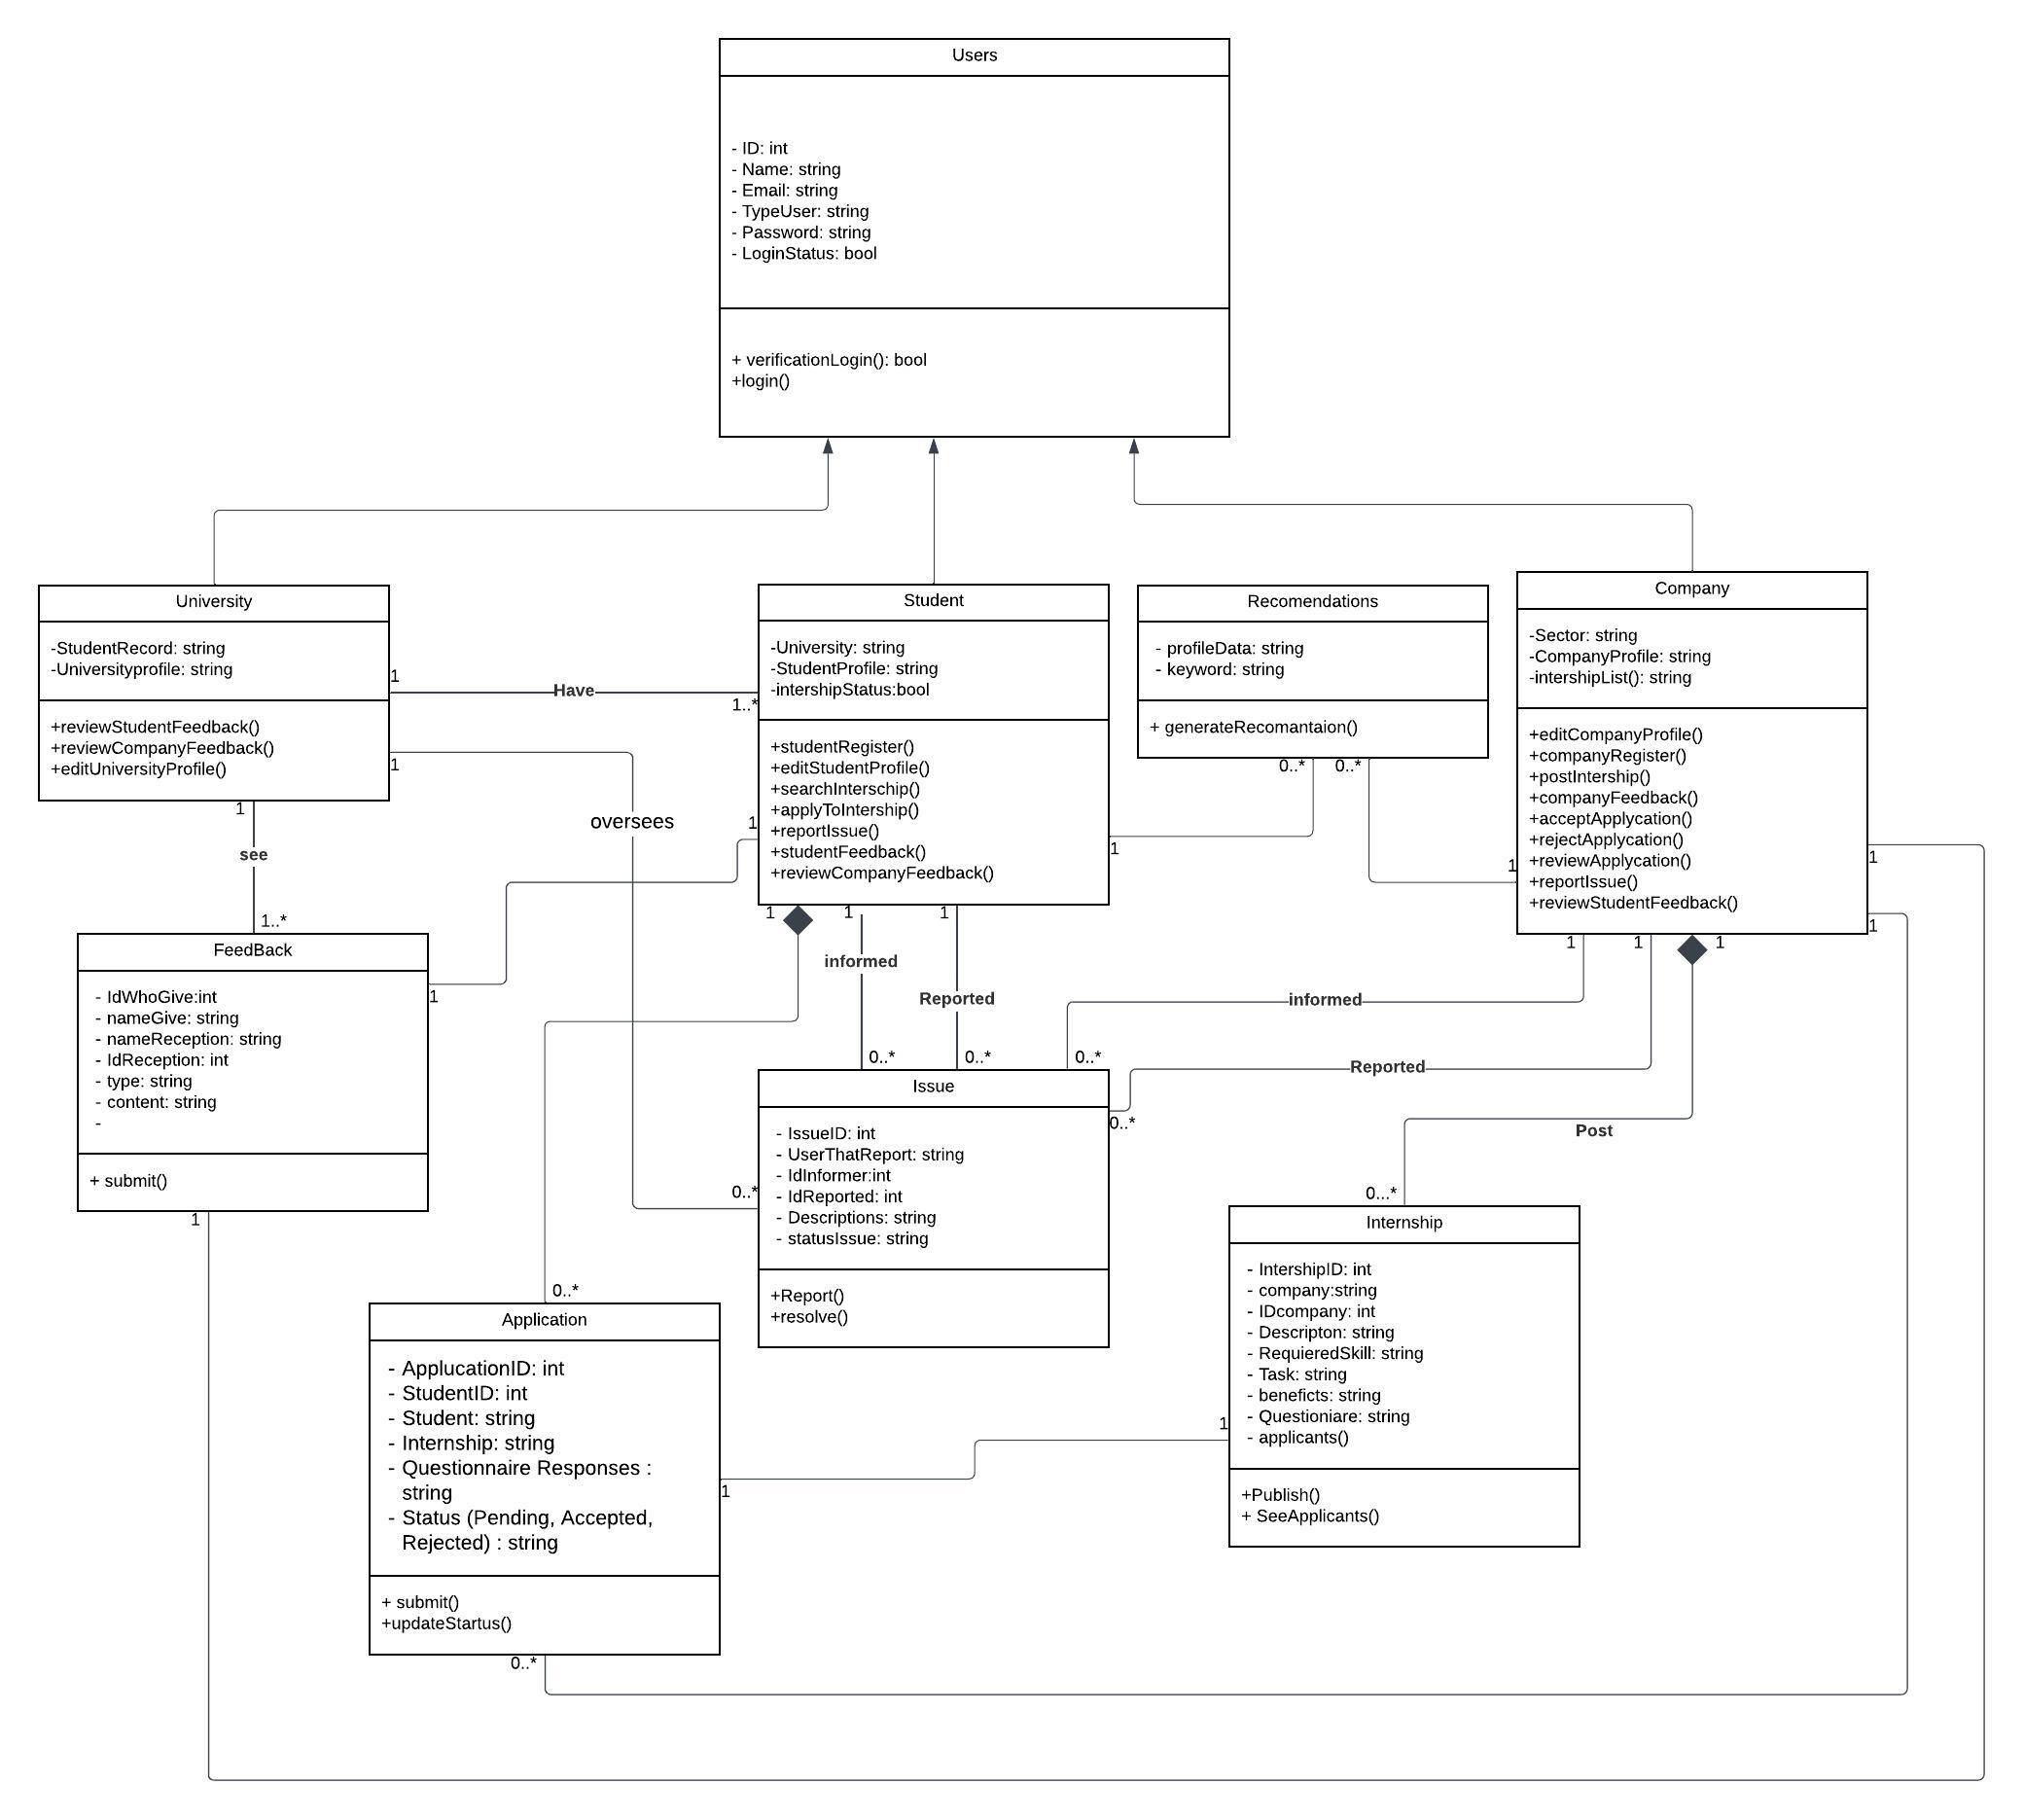 Users
- ID: int
- Name: string
- Email: string
- TypeUser: string
- Password: string
- LoginStatus: bool
+ verificationLogin(): bool
+login()
University
-StudentRecord: string
-Universityprofile: string
+reviewStudentFeedback()
+reviewCompanyFeedback()
+editUniversityProfile()
1
Have
1..*
1
oversees
0..*
1
see
1..*
Student
-University: string
-StudentProfile: string
-intershipStatus:bool
+studentRegister()
+editStudentProfile()
+searchInterschip()
+applyToIntership()
+reportIssue()
+studentFeedback()
+reviewCompanyFeedback()
1
1
1
1
1
Recomendations
- profileData: string
- keyword: string
+ generateRecomantaion()
0..*
0..*
Company
-Sector: string
-CompanyProfile: string
-intershipList(): string
+editCompanyProfile()
+companyRegister()
+postIntership()
+companyFeedback()
+acceptApplycation()
+rejectApplycation()
+reviewApplycation()
+reportIssue()
+reviewStudentFeedback()
1
1
1
1
1
1
FeedBack
- IdWhoGive:int
- nameGive: string
- nameReception: string
- IdReception: int
- type: string
- content: string
-
+ submit()
1
1
informed
Reported
informed
Reported
Post
0..*
0..*
0..*
0..*
0...*
Issue
- IssueID: int
- UserThatReport: string
- IdInformer:int
- IdReported: int
- Descriptions: string
- statusIssue: string
+Report()
+resolve()
Internship
- IntershipID: int
- company:string
- IDcompany: int
- Descripton: string
- RequieredSkill: string
- Task: string
- beneficts: string
- Questioniare: string
- applicants()
+Publish()
+ SeeApplicants()
1
0..*
Application
- ApplucationID: int
- StudentID: int
- Student: string
- Internship: string
- Questionnaire Responses :
string
- Status (Pending, Accepted,
Rejected) : string
+ submit()
+updateStartus()
1
0..*